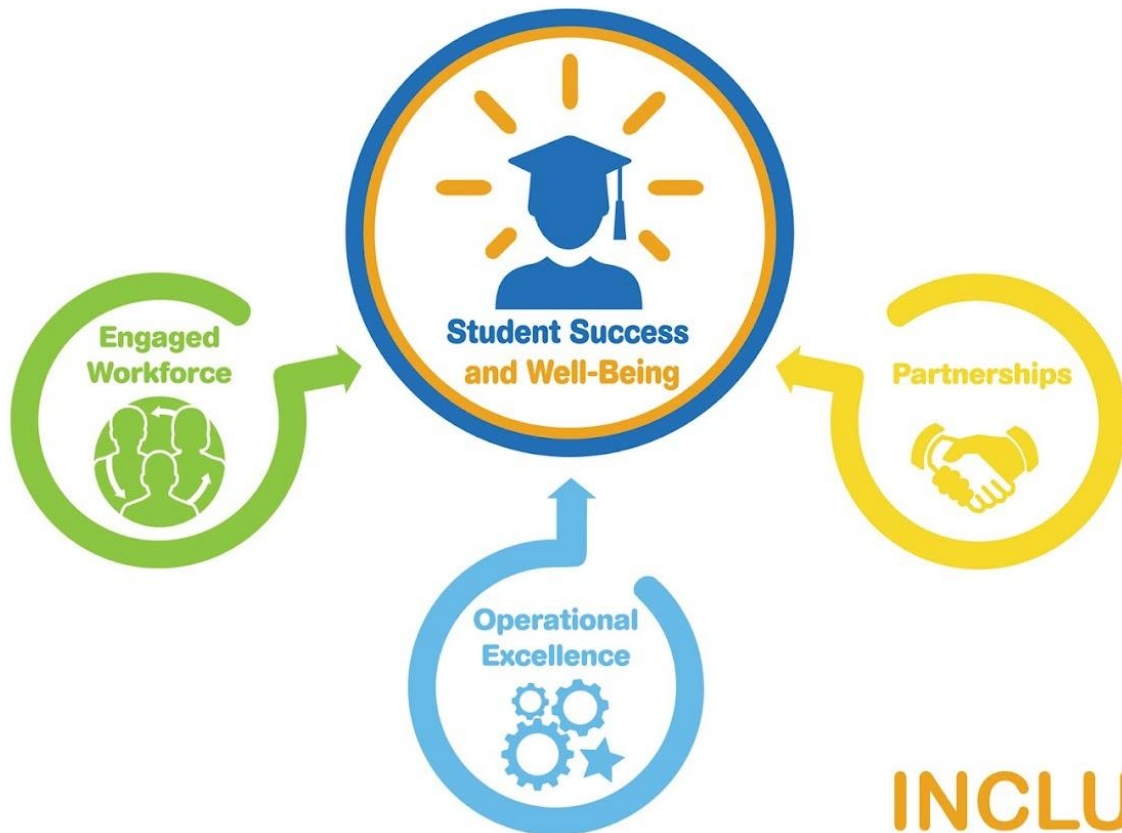 Student Success
and Well-Being
Engaged
Workforce
Partnerships
Operational
Excellence
INCLU